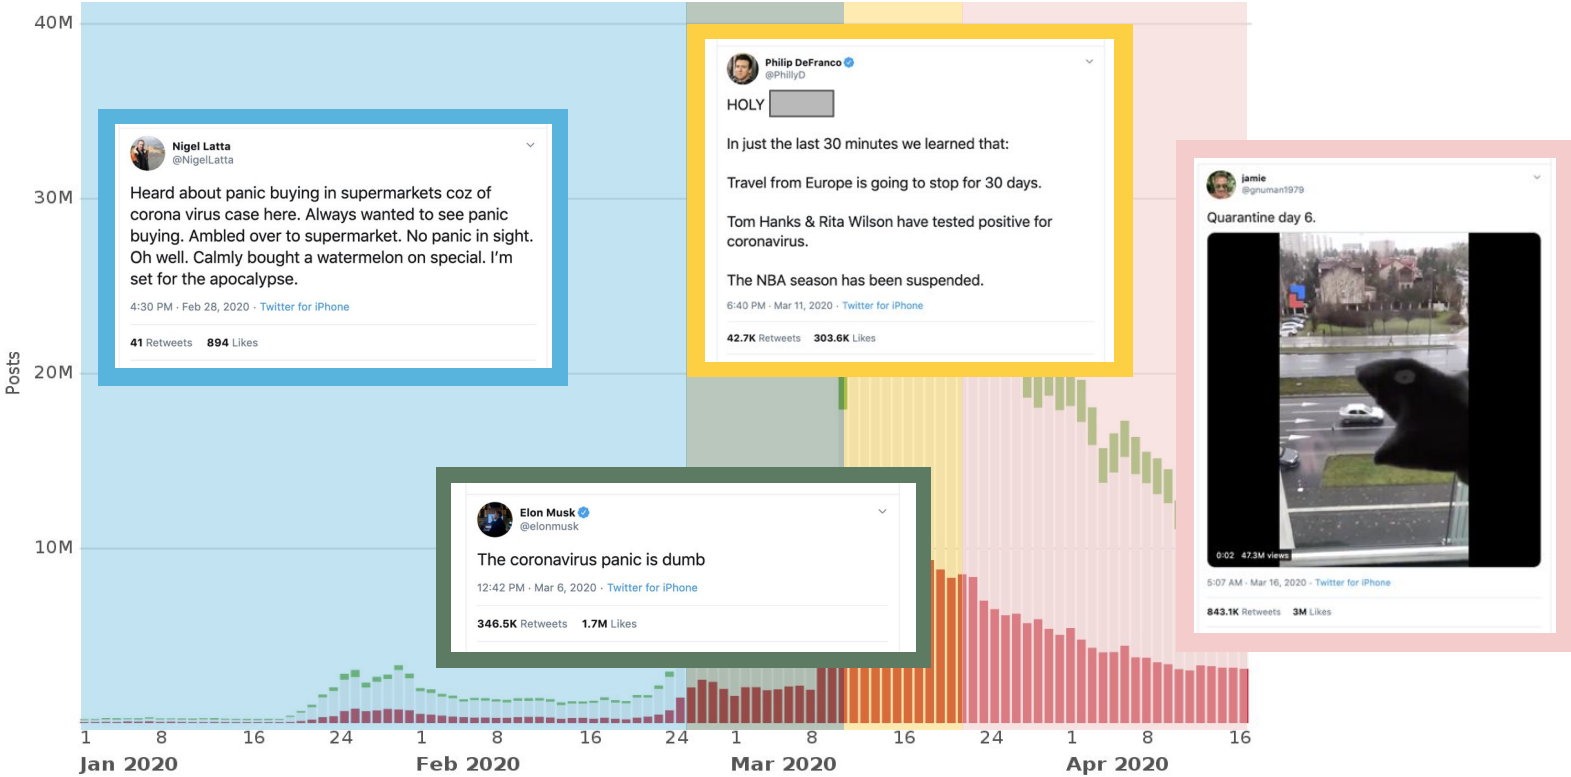 40M
30M
20M
10M
Posts
Nigel Latta
@NigelLatta
Heard about panic buying in supermarkets coz of
corona virus case here. Always wanted to see panic
buying. Ambled over to supermarket. No panic in sight.
Oh well. Calmly bought a watermelon on special. I'm
set for the apocalypse.
4:30 PM · Feb 28, 2020 · Twitter for iPhone
41 Retweets 894 Likes
Philip DeFranco
@PhillyD
HOLY
In just the last 30 minutes we learned that:
Travel from Europe is going to stop for 30 days.
Tom Hanks & Rita Wilson have tested positive for
coronavirus.
The NBA season has been suspended.
6:40 PM · Mar 11, 2020 · Twitter for iPhone
42.7K Retweets 303.6K Likes
jamie
@gnuman1979
Quarantine day 6.
0:02 47.3M views
5:07 AM · Mar 16, 2020 · Twitter for iPhone
843.1K Retweets 3M Likes
Elon Musk
@elonmusk
The coronavirus panic is dumb
12:42 PM · Mar 6, 2020 · Twitter for iPhone
346.5K Retweets 1.7M Likes
1 8 16 24 1 8 16 24 1 8 16 24 1 8 16
Jan 2020 Feb 2020 Mar 2020 Apr 2020